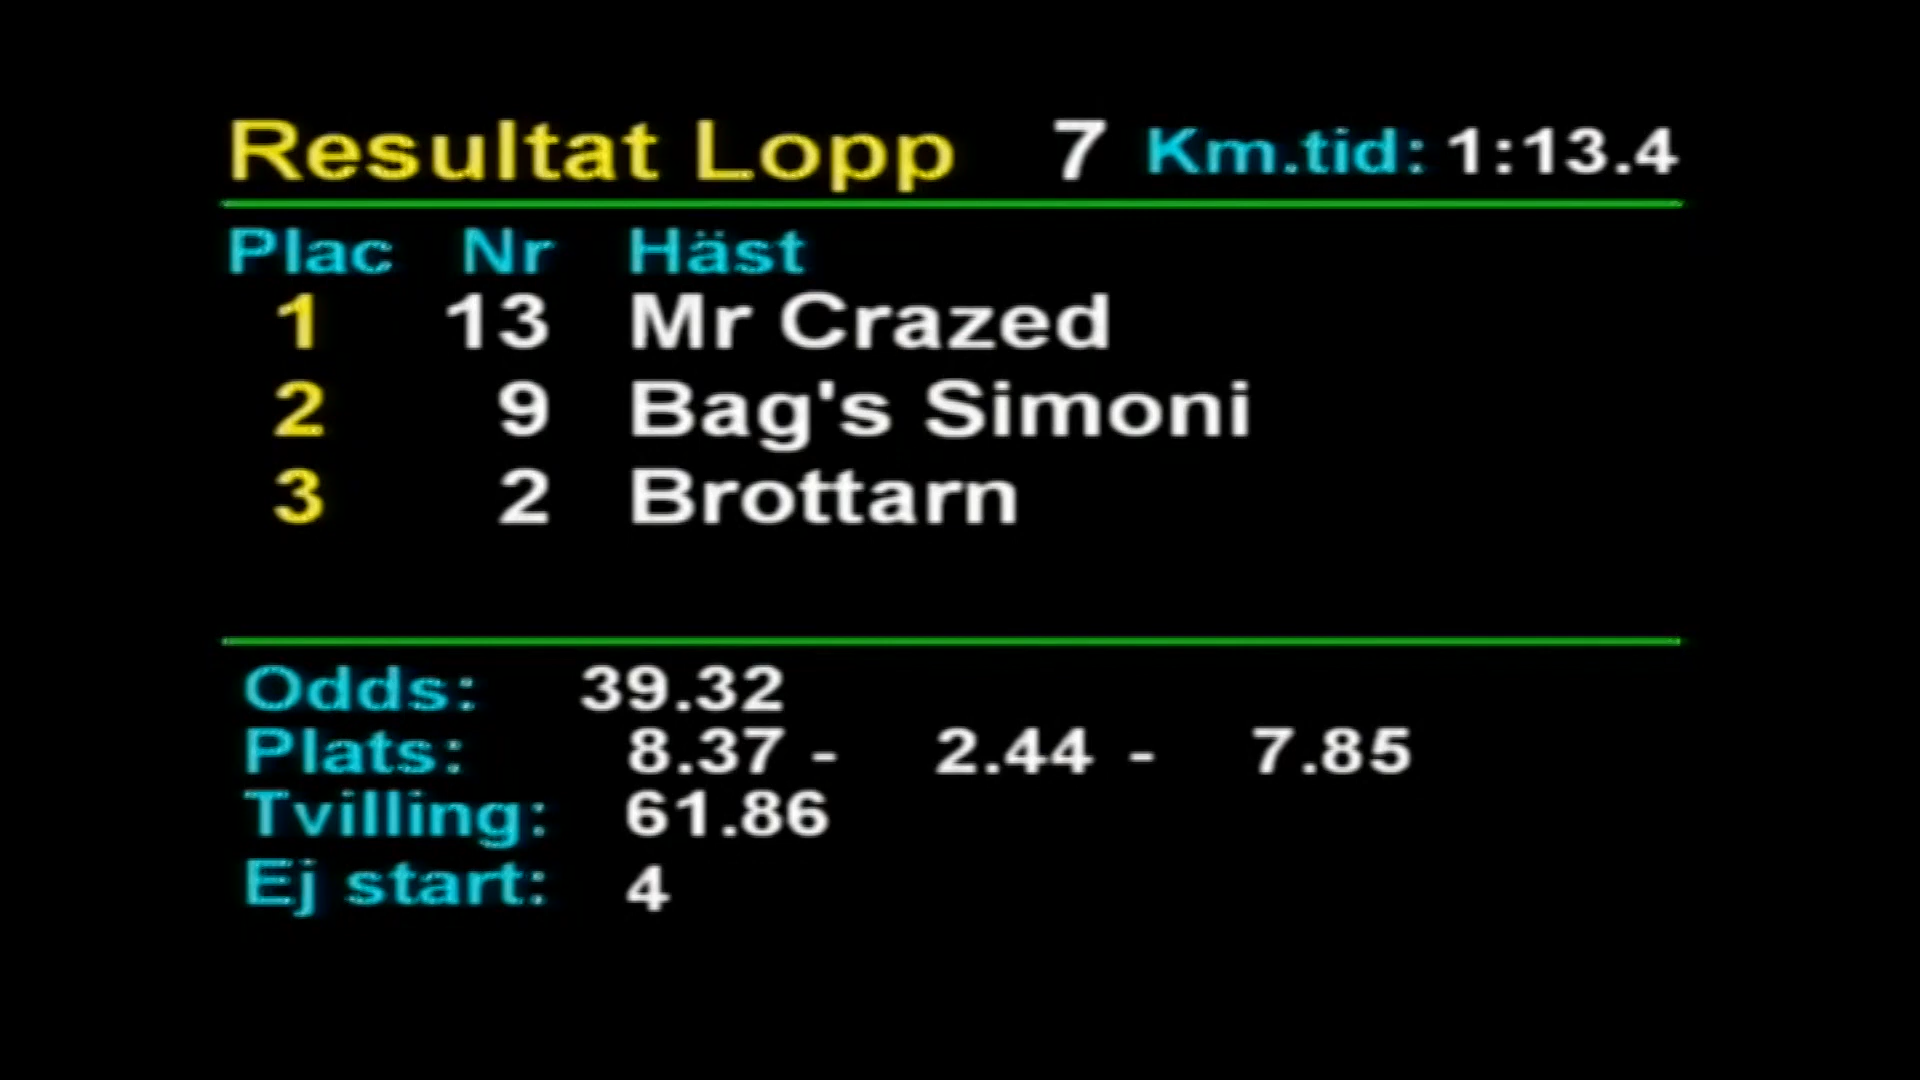 Resultat Lopp 7 Km.tid: 1:13.4
Plac Nr Häst
1 13 Mr Crazed
2 9 Bag's Simoni
3 2 Brottarn
Odds: 39.32
Plats: 8.37 - 2.44 - 7.85
Tvilling: 61.86
Ej start: 4